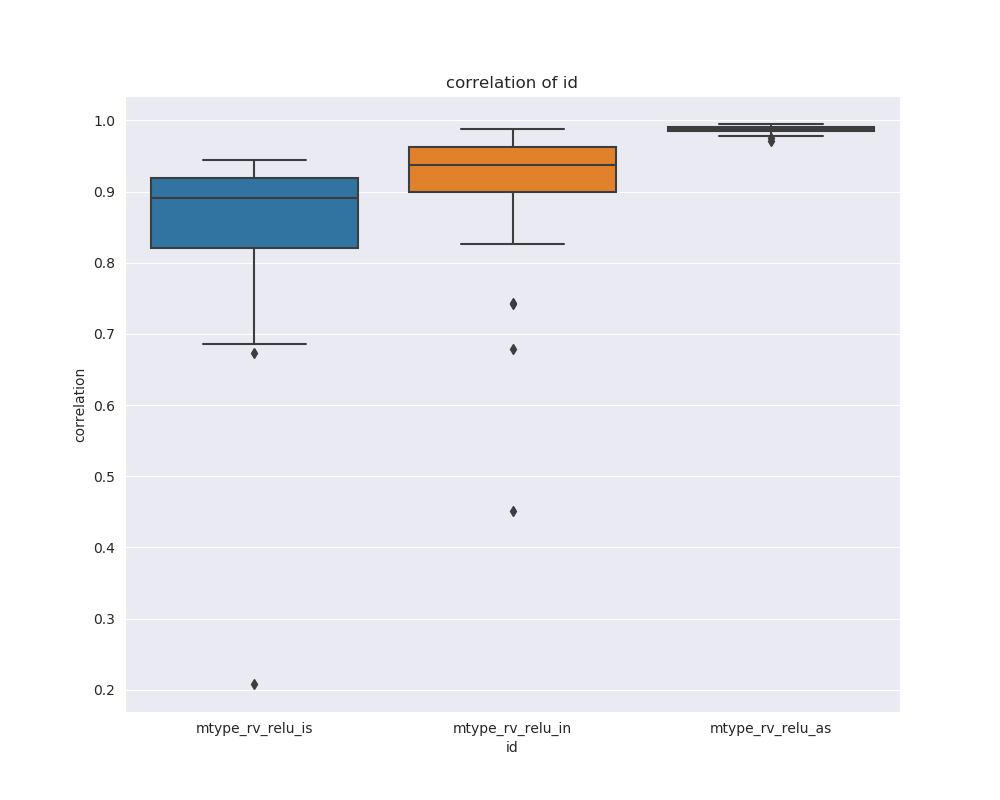 correlation of id
correlation
1.0
0.9
0.8
0.7
0.6
0.5
0.4
0.3
0.2
mtype_rv_relu_is
mtype_rv_relu_in
mtype_rv_relu_as
id